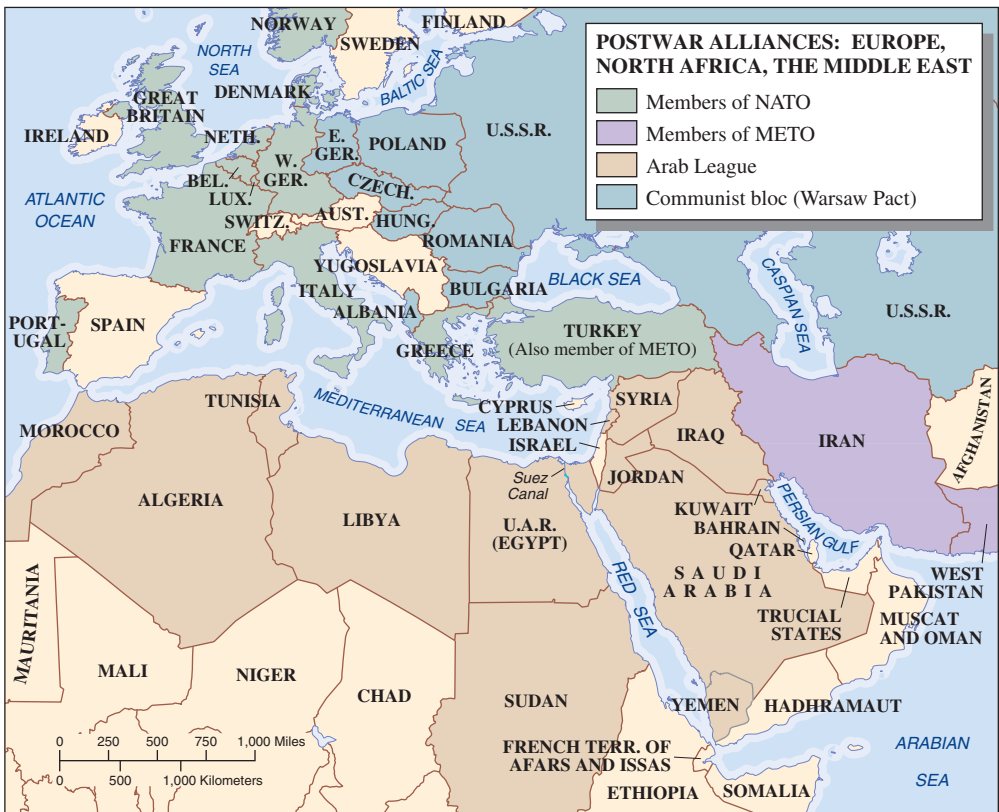 POSTWAR ALLIANCES: EUROPE,
NORTH AFRICA, THE MIDDLE EAST
Members of NATO
Members of METO
Arab League
Communist bloc (Warsaw Pact)
NORWAY
FINLAND
SWEDEN
NORTH
SEA
BALTIC SEA
DENMARK
GREAT
BRITAIN
IRELAND
NETH.
E.
GER.
POLAND
U.S.S.R.
W.
GER.
BEL.
LUX.
CZECH.
ATLANTIC
OCEAN
SWITZ.
AUST.
HUNG.
FRANCE
ROMANIA
YUGOSLAVIA
ITALY
BULGARIA
BLACK SEA
CASPIAN SEA
U.S.S.R.
ALBANIA
PORT-
UGAL
SPAIN
GREECE
TURKEY
(Also member of METO)
MEDITERRANEAN SEA
CYPRUS
LEBANON
ISRAEL
SYRIA
IRAQ
IRAN
AFGHANISTAN
TUNISIA
MOROCCO
ALGERIA
LIBYA
Suez
Canal
U.A.R.
(EGYPT)
JORDAN
KUWAIT
BAHRAIN
QATAR
PERSIAN GULF
SAUDI
ARABIA
RED SEA
TRUCIAL
STATES
WEST
PAKISTAN
MUSCAT
AND OMAN
MAURITANIA
MALI
NIGER
CHAD
SUDAN
YEMEN
HADHRAMAUT
FRENCH TERR. OF
AFARS AND ISSAS
ETHIOPIA
SOMALIA
ARABIAN
SEA
0 250 500 750 1,000 Miles
0 500 1,000 Kilometers